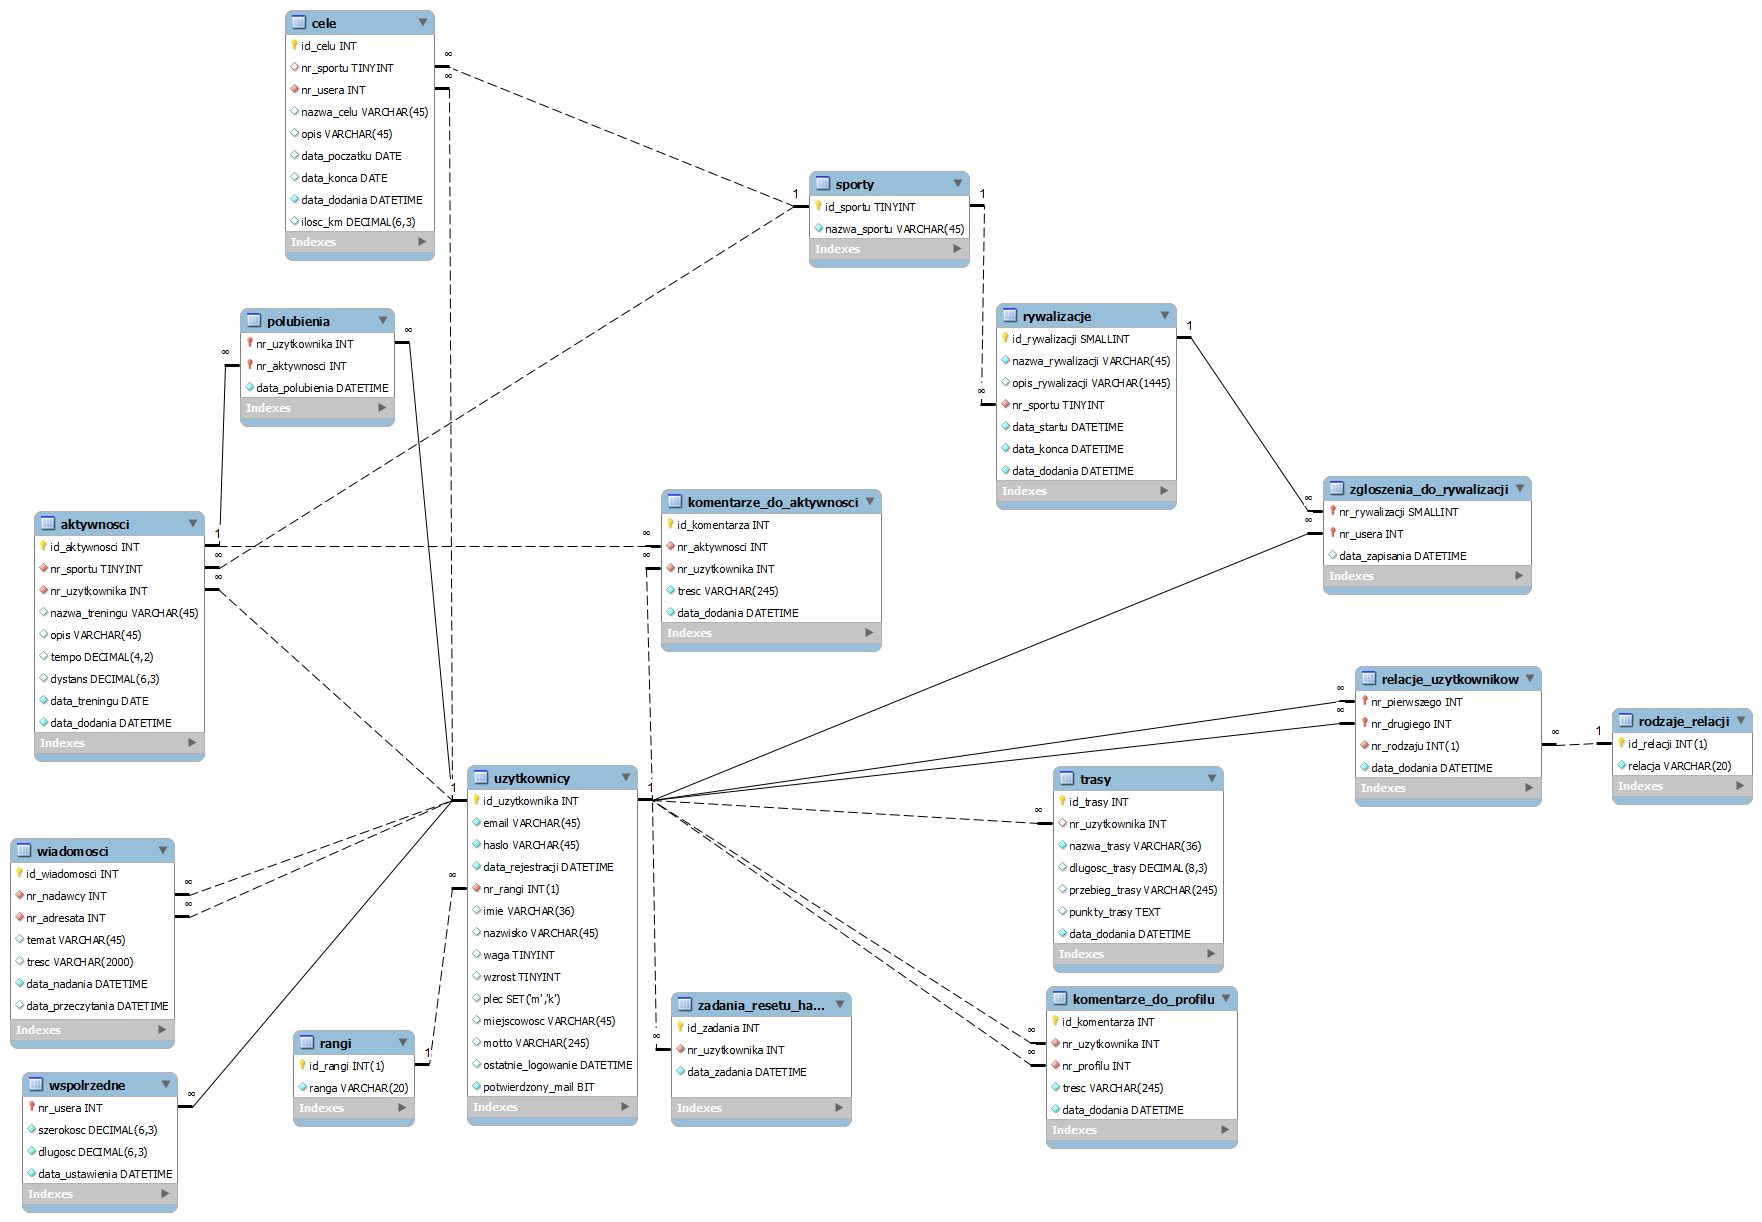 cele
id_celu INT
nr_sportu TINYINT
nr_usera INT
nazwa_celu VARCHAR(45)
opis VARCHAR(45)
data_poczatku DATE
data_konca DATE
data_dodania DATETIME
ilosc_km DECIMAL(6,3)
Indexes
∞
∞
sporty
id_sportu TINYINT
nazwa_sportu VARCHAR(45)
Indexes
1
1
polubienia
nr_uzytkownika INT
nr_aktywnosci INT
data_polubienia DATETIME
Indexes
∞
∞
rywalizacje
id_rywalizacji SMALLINT
nazwa_rywalizacji VARCHAR(45)
opis_rywalizacji VARCHAR(1445)
nr_sportu TINYINT
data_startu DATETIME
data_konca DATETIME
data_dodania DATETIME
Indexes
1
∞
zgloszenia_do_rywalizacji
nr_rywalizacji SMALLINT
nr_usera INT
data_zapisania DATETIME
Indexes
∞
∞
komentarze_do_aktywnosci
id_komentarza INT
nr_aktywnosci INT
nr_uzytkownika INT
tresc VARCHAR(245)
data_dodania DATETIME
Indexes
∞
∞
aktywnosci
id_aktywnosci INT
nr_sportu TINYINT
nr_uzytkownika INT
nazwa_treningu VARCHAR(45)
opis VARCHAR(45)
tempo DECIMAL(4,2)
dystans DECIMAL(6,3)
data_treningu DATE
data_dodania DATETIME
Indexes
1
∞
∞
relacje_uzytkownikow
nr_pierwszego INT
nr_drugiego INT
nr_rodzaju INT(1)
data_dodania DATETIME
Indexes
∞
∞
∞
rodzaje_relacji
id_relacji INT(1)
relacja VARCHAR(20)
Indexes
1
uzytkownicy
id_uzytkownika INT
email VARCHAR(45)
haslo VARCHAR(45)
data_rejestracji DATETIME
nr_rangi INT(1)
imie VARCHAR(36)
nazwisko VARCHAR(45)
waga TINYINT
wzrost TINYINT
plec SET('m','k')
miejscowosc VARCHAR(45)
motto VARCHAR(245)
ostatnie_logowanie DATETIME
potwierdzony_mail BIT
Indexes
1
1
∞
trasy
id_trasy INT
nr_uzytkownika INT
nazwa_trasy VARCHAR(36)
dlugosc_trasy DECIMAL(8,3)
przebieg_trasy VARCHAR(245)
punkty_trasy TEXT
data_dodania DATETIME
Indexes
∞
wiadomosci
id_wiadomosci INT
nr_nadawcy INT
nr_adresata INT
temat VARCHAR(45)
tresc VARCHAR(2000)
data_nadania DATETIME
data_przeczytania DATETIME
Indexes
∞
∞
komentarze_do_profilu
id_komentarza INT
nr_uzytkownika INT
nr_profilu INT
tresc VARCHAR(245)
data_dodania DATETIME
Indexes
∞
∞
zadania_resetu_ha...
id_zadania INT
nr_uzytkownika INT
data_zadania DATETIME
Indexes
∞
rangi
id_rangi INT(1)
ranga VARCHAR(20)
Indexes
1
wspolrzedne
nr_usera INT
szerokosc DECIMAL(6,3)
dlugosc DECIMAL(6,3)
data_ustawienia DATETIME
Indexes
∞